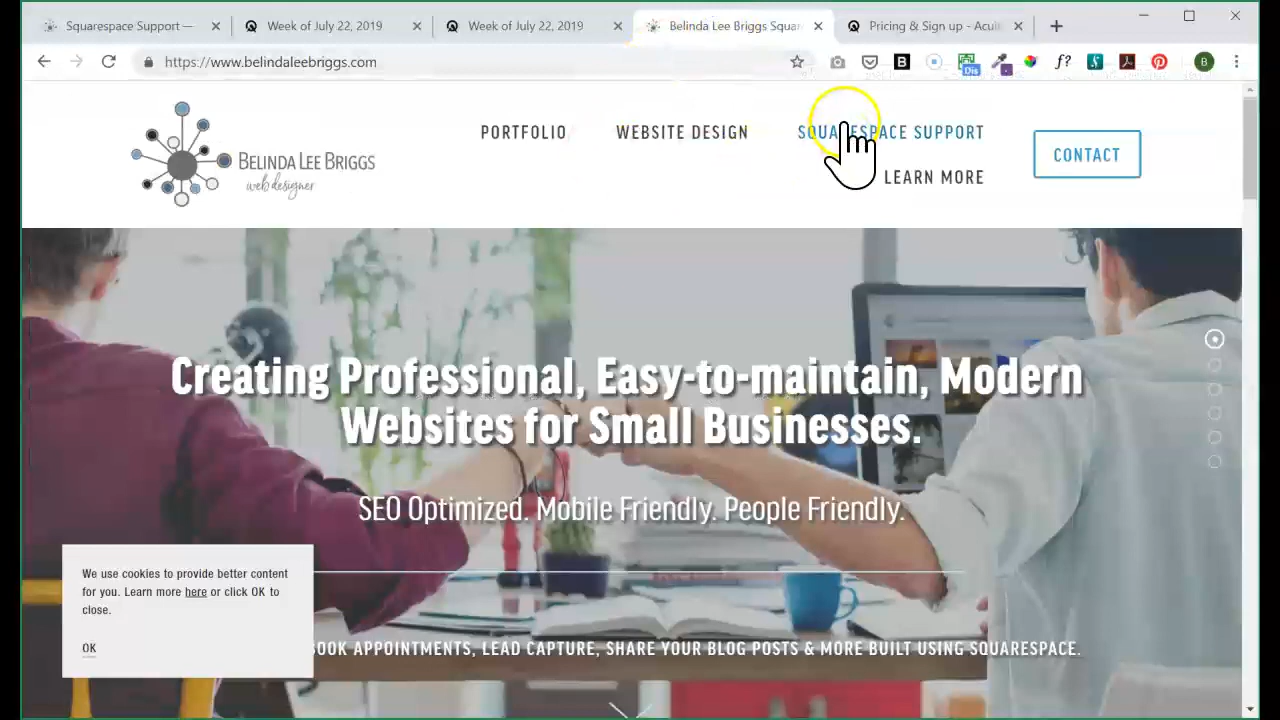 Squarespace Support —
Week of July 22, 2019
Week of July 22, 2019
Belinda Lee Briggs Squar
Pricing & Sign up - Acuit
https://www.belindaleebriggs.com
B
Dis
f?
B
BELINDA LEE BRIGGS
web designer
PORTFOLIO
WEBSITE DESIGN
SQUARESPACE SUPPORT
LEARN MORE
CONTACT
Creating Professional, Easy-to-maintain, Modern
Websites for Small Businesses.
SEO Optimized. Mobile Friendly. People Friendly.
We use cookies to provide better content
for you. Learn more here or click OK to
close.
OK
BOOK APPOINTMENTS, LEAD CAPTURE, SHARE YOUR BLOG POSTS & MORE BUILT USING SQUARESPACE.